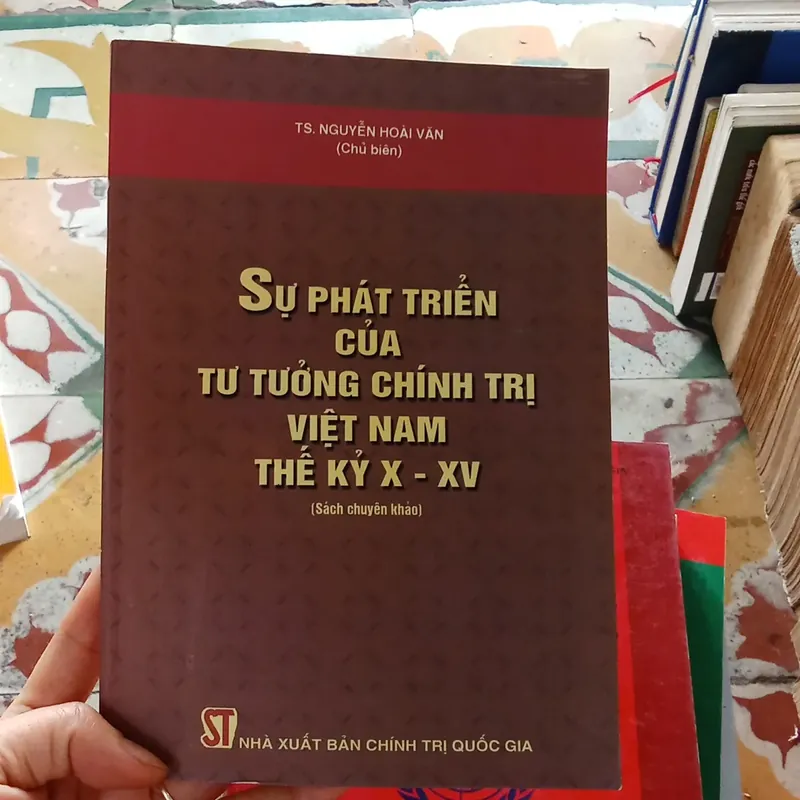 TS. NGUYỄN HOÀI VĂN
(Chủ biên)
SỰ PHÁT TRIỂN
CỦA
TƯ TƯỞNG CHÍNH TRỊ
VIỆT NAM
THẾ KỶ X - XV
(Sách chuyên khảo)
ST NHÀ XUẤT BẢN CHÍNH TRỊ QUỐC GIA